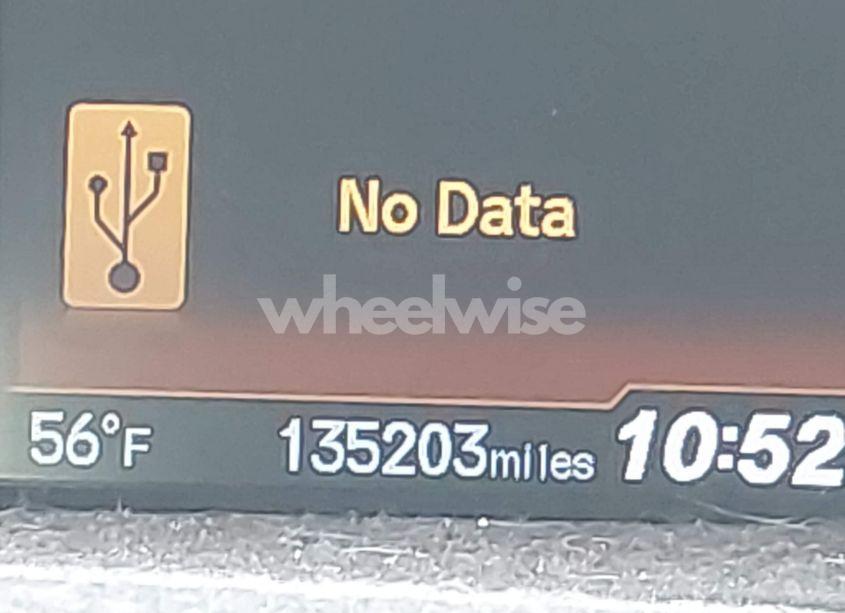 No Data
wheelwise
56°F 135203miles 10:52